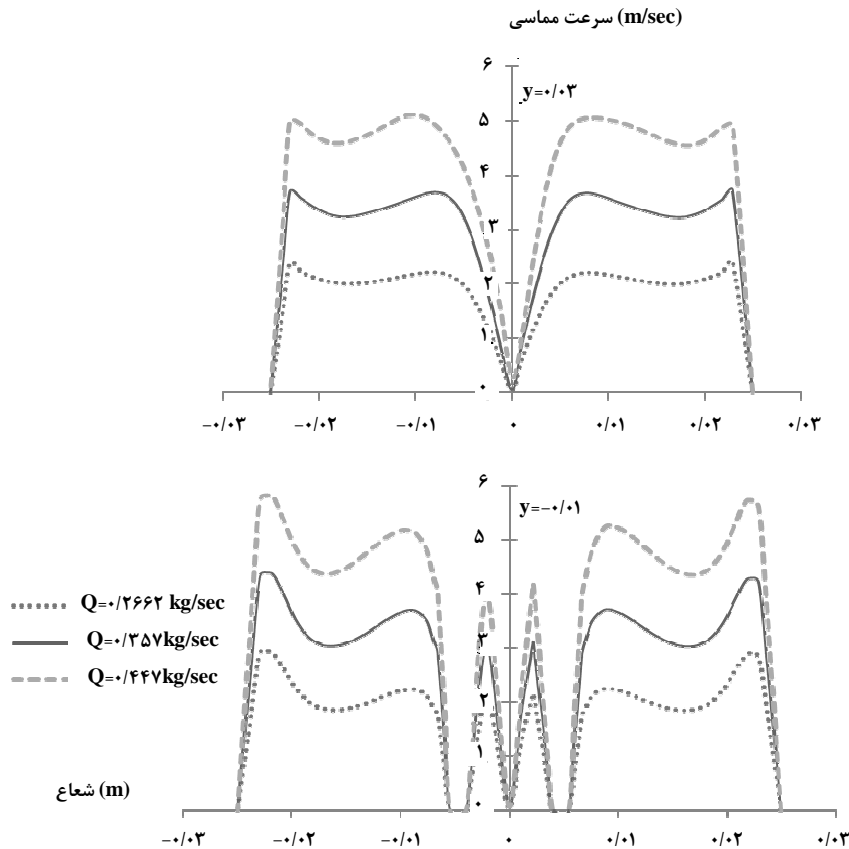 سرعت مماسی (m/sec)
۶
y=۰/۰۳
۵
۴
۳
۲
۱
۰
−۰/۰۳ −۰/۰۲ −۰/۰۱ ۰ ۰/۰۱ ۰/۰۲ ۰/۰۳
۶
y=−۰/۰۱
۵
۴
۳
۲
۱
۰
Q=۰/۲۶۶۲ kg/sec
Q=۰/۳۵۷kg/sec
Q=۰/۴۴۷kg/sec
شعاع (m)
−۰/۰۳ −۰/۰۲ −۰/۰۱ ۰ ۰/۰۱ ۰/۰۲ ۰/۰۳